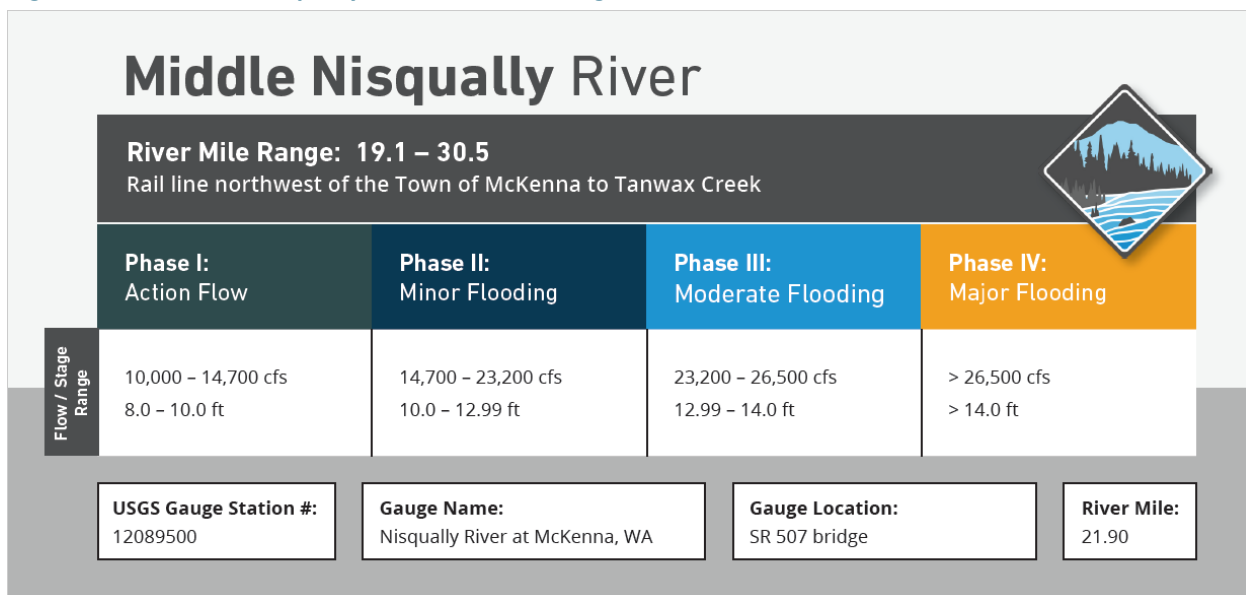 Middle Nisqually River
River Mile Range: 19.1 – 30.5
Rail line northwest of the Town of McKenna to Tanwax Creek
Phase I:
Action Flow
Phase II:
Minor Flooding
Phase III:
Moderate Flooding
Phase IV:
Major Flooding
Flow / Stage
Range
10,000 – 14,700 cfs
8.0 – 10.0 ft
14,700 – 23,200 cfs
10.0 – 12.99 ft
23,200 – 26,500 cfs
12.99 – 14.0 ft
> 26,500 cfs
> 14.0 ft
USGS Gauge Station #:
12089500
Gauge Name:
Nisqually River at McKenna, WA
Gauge Location:
SR 507 bridge
River Mile:
21.90